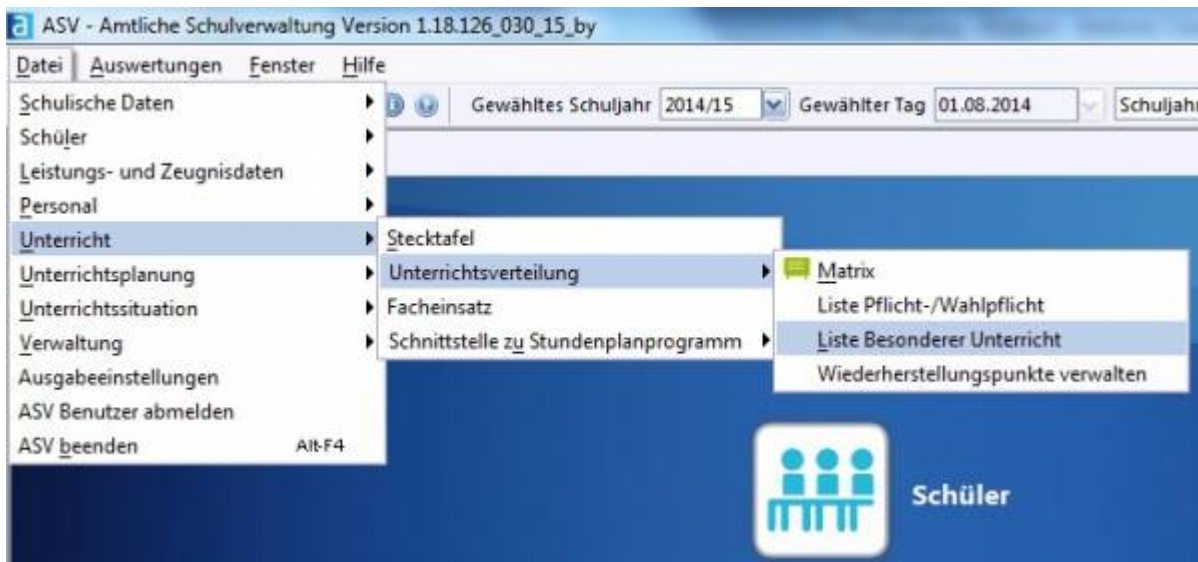 ASV - Amtliche Schulverwaltung Version 1.18.126_030_15_by
Datei Auswertungen Fenster Hilfe
Gewähltes Schuljahr 2014/15 Gewählter Tag 01.08.2014 Schuljahr
Schulische Daten
Schüler
Leistungs- und Zeugnisdaten
Personal
Unterricht
Unterrichtsplanung
Unterrichtssituation
Verwaltung
Ausgabeeinstellungen
ASV Benutzer abmelden
ASV beenden Alt-F4
Stecktafel
Unterrichtsverteilung
Facheinsatz
Schnittstelle zu Stundenplanprogramm
Matrix
Liste Pflicht-/Wahlpflicht
Liste Besonderer Unterricht
Wiederherstellungspunkte verwalten
Schüler